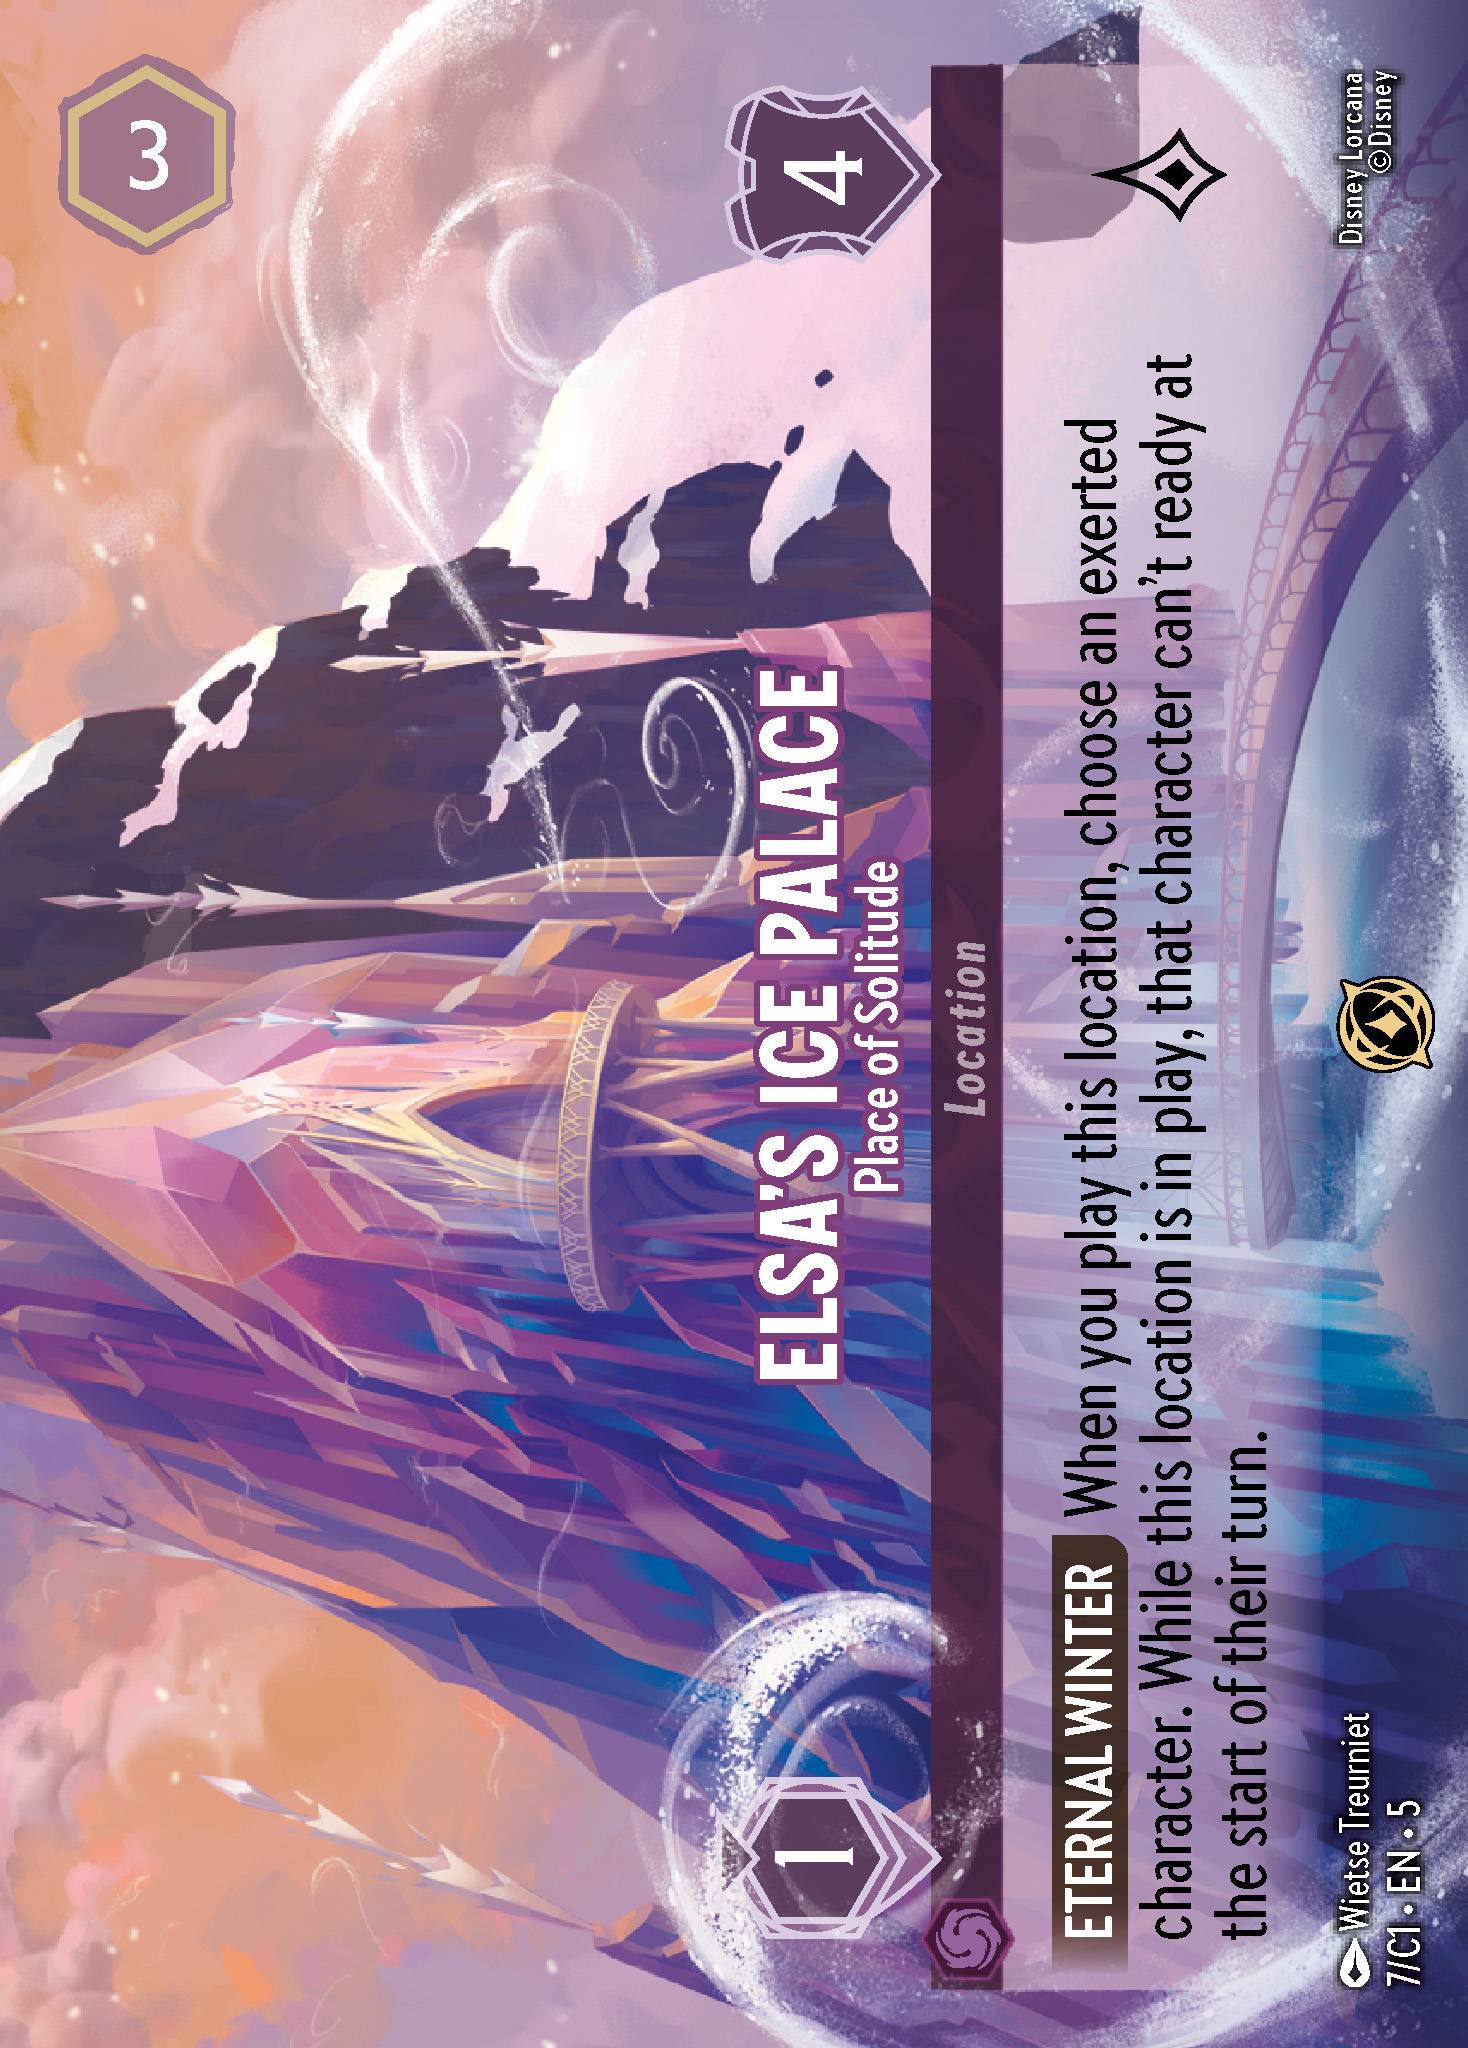 3
ELSA'S ICE PALACE
Place of Solitude
1
4
Location
ETERNAL WINTER When you play this location, choose an exerted
character. While this location is in play, that character can't ready at
the start of their turn.
Wietse Treurniet
7/C1 • EN • 5
Disney Lorcana
©Disney